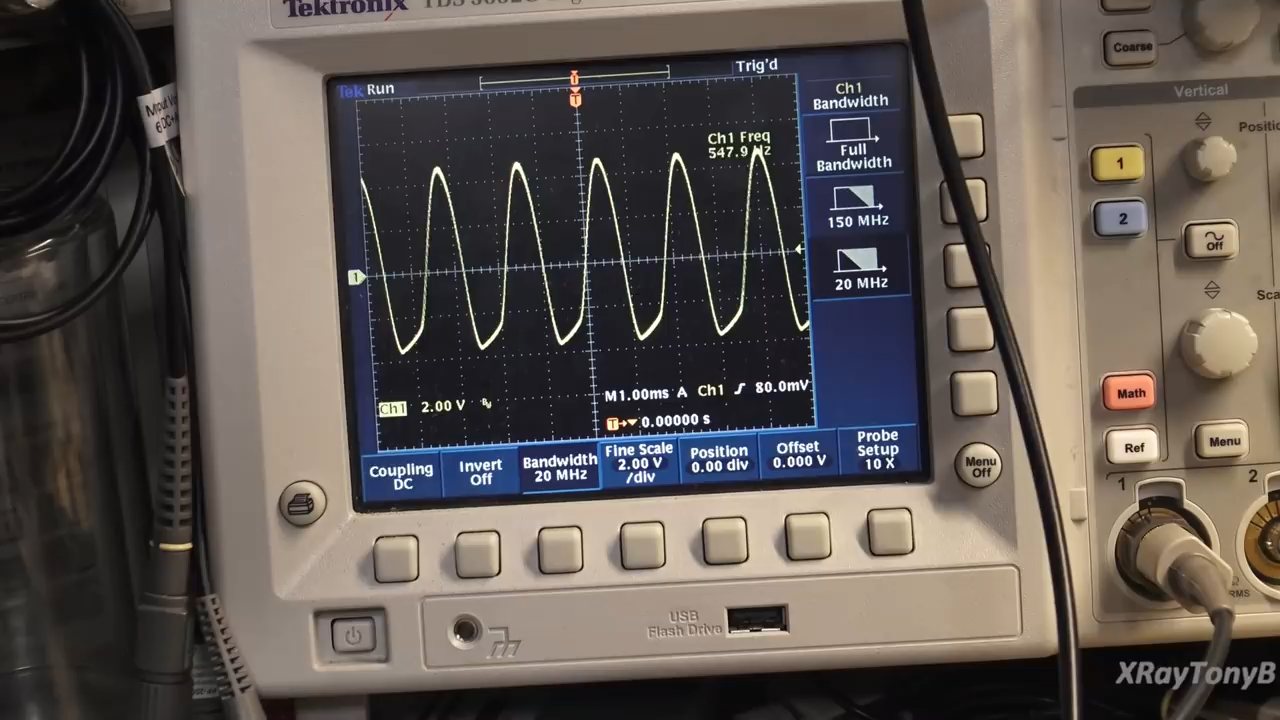 Tektronix
Tek Run
Trig'd
T
T
Ch1 Freq
547.9 Hz
1
Ch1
Bandwidth
Full
Bandwidth
150 MHz
20 MHz
Ch1 2.00 V
M1.00ms A Ch1 80.0mV
T 0.00000 s
Coupling
DC
Invert
Off
Bandwidth
20 MHz
Fine Scale
2.00 V
/div
Position
0.00 div
Offset
0.000 V
Probe
Setup
10 X
Menu
Off
Coarse
Vertical
1
2
Off
Math
Ref
Menu
1
2
USB
Flash Drive
XRayTonyB